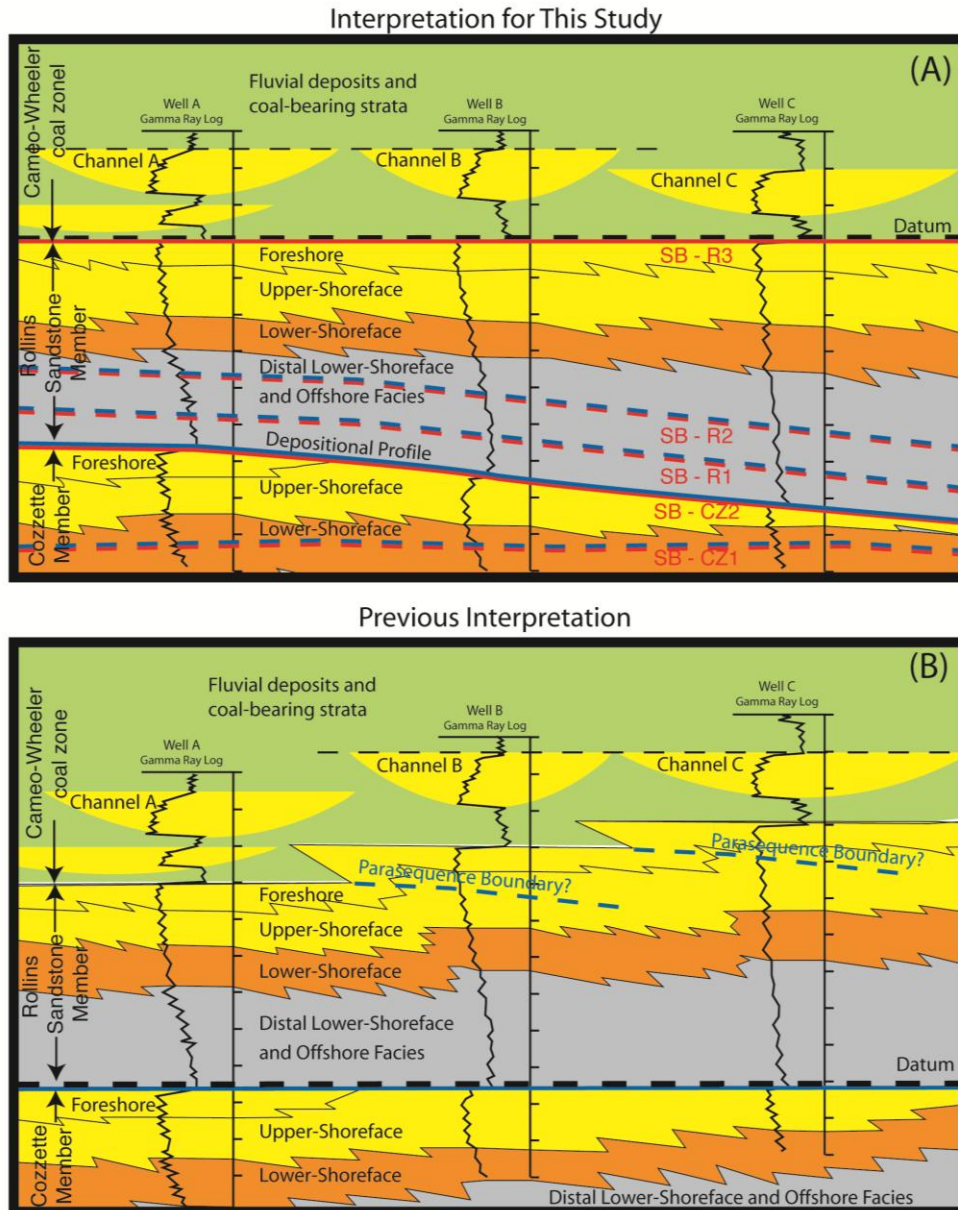 Interpretation for This Study
(A)
Cameo-Wheeler
coal zonel
Fluvial deposits and
coal-bearing strata
Well A
Gamma Ray Log
Well B
Gamma Ray Log
Well C
Gamma Ray Log
Channel A
Channel B
Channel C
Datum
Rollins
Sandstone
Member
Foreshore
SB - R3
Upper-Shoreface
Lower-Shoreface
Distal Lower-Shoreface
and Offshore Facies
SB - R2
Depositional Profile
SB - R1
Cozzette
Member
Foreshore
Upper-Shoreface
SB - CZ2
Lower-Shoreface
SB - CZ1
Previous Interpretation
(B)
Cameo-Wheeler
coal zone
Fluvial deposits and
coal-bearing strata
Well A
Gamma Ray Log
Well B
Gamma Ray Log
Well C
Gamma Ray Log
Channel A
Channel B
Channel C
Parasequence Boundary?
Parasequence Boundary?
Rollins
Sandstone
Member
Foreshore
Upper-Shoreface
Lower-Shoreface
Distal Lower-Shoreface
and Offshore Facies
Datum
Cozzette
Member
Foreshore
Upper-Shoreface
Lower-Shoreface
Distal Lower-Shoreface and Offshore Facies